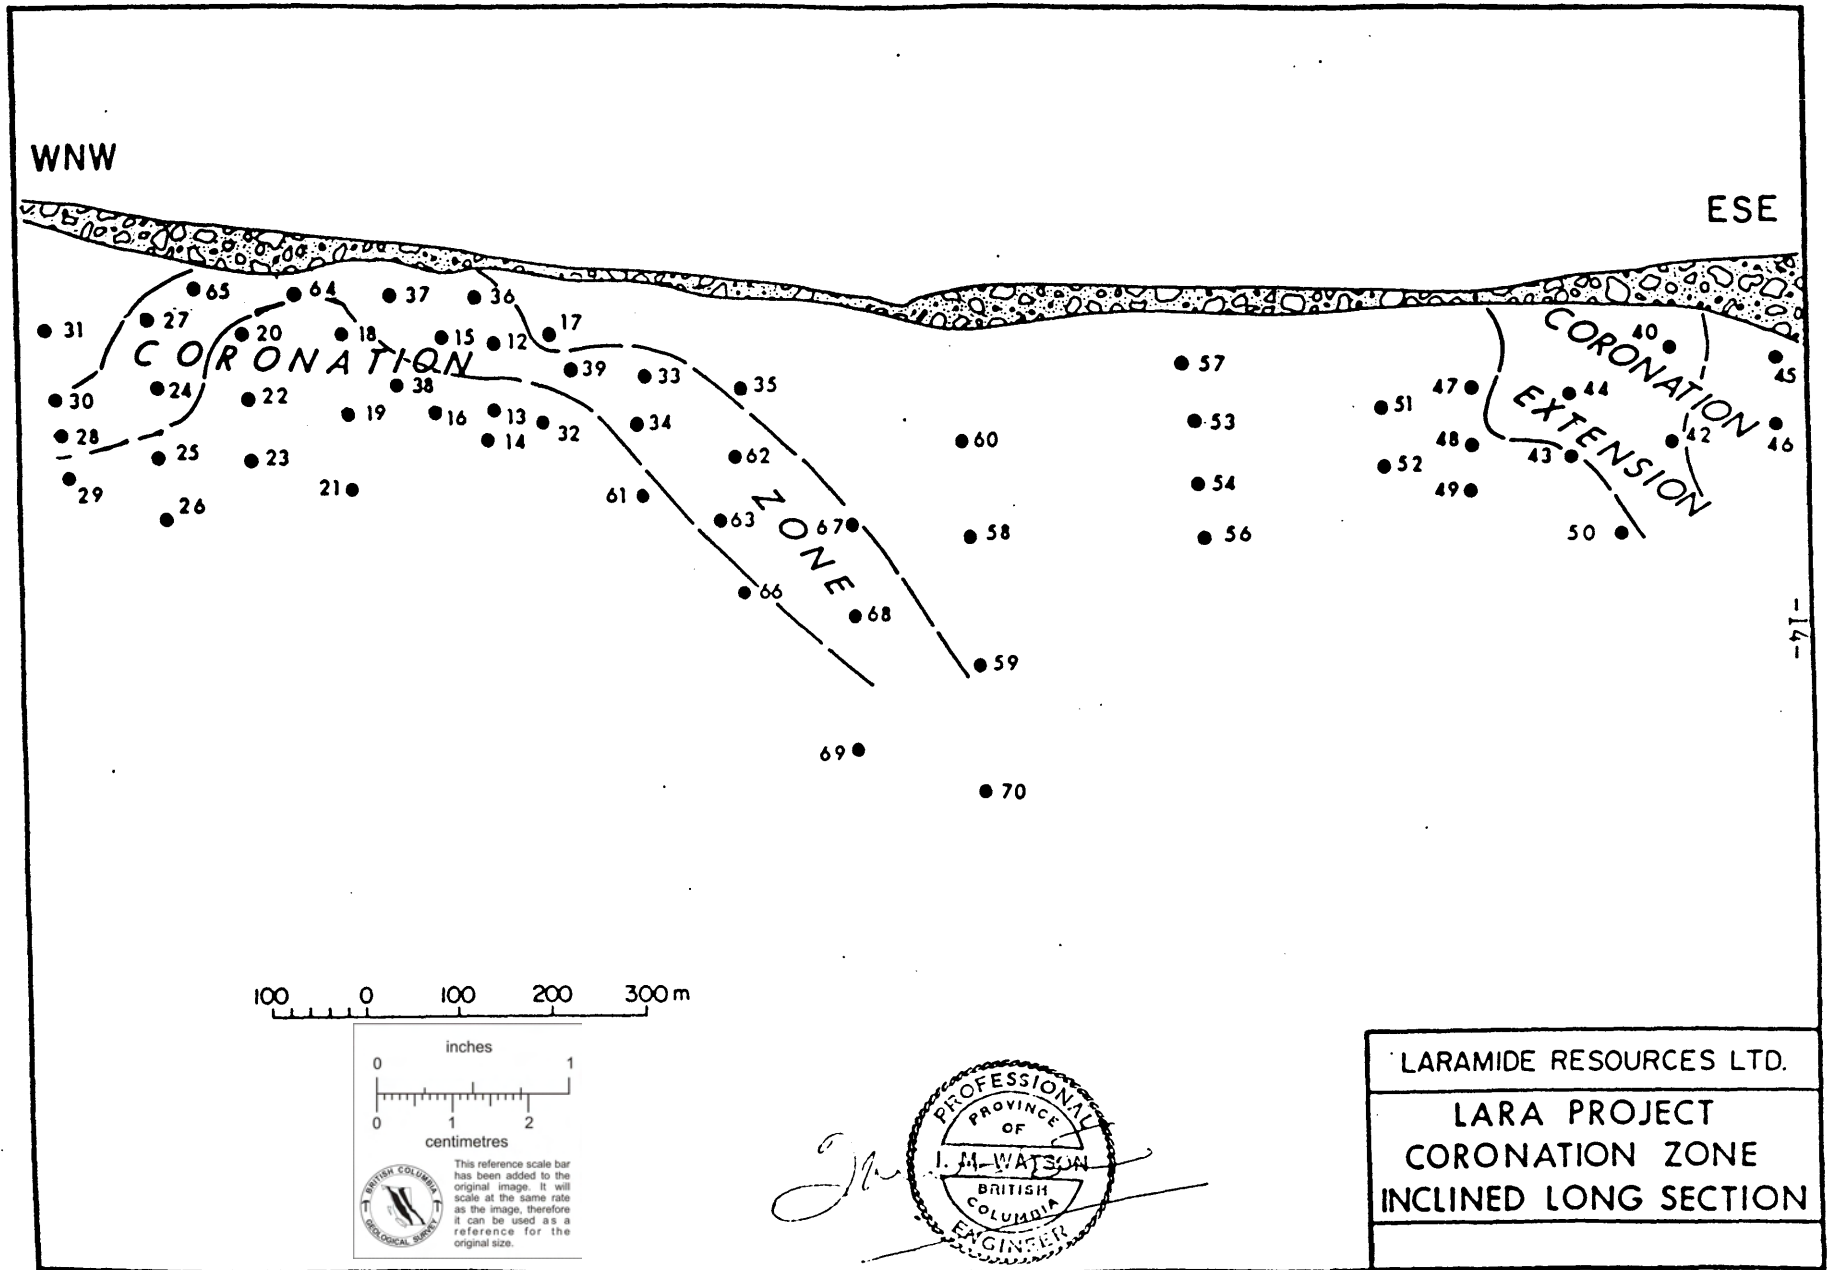 WNW
ESE
65
64
37
36
31
27
20
18
15
12
17
40
CORONATION
CORONATION
39
33
35
57
45
30
24
22
38
47
44
EXTENSION
19
16
13
32
34
51
53
46
28
14
60
48
42
25
23
62
43
52
29
21
61
54
49
26
63
ZONE
67
58
56
50
66
68
-14-
59
69
70
100 0 100 200 300 m
inches
0 1
0 1 2
centimetres
BRITISH COLUMBIA
GEOLOGICAL SURVEY
This reference scale bar
has been added to the
original image. It will
scale at the same rate
as the image, therefore
it can be used as a
reference for the
original size.
PROFESSIONAL
PROVINCE
OF
I. M. WATSON
BRITISH
COLUMBIA
ENGINEER
LARAMIDE RESOURCES LTD.
LARA PROJECT
CORONATION ZONE
INCLINED LONG SECTION